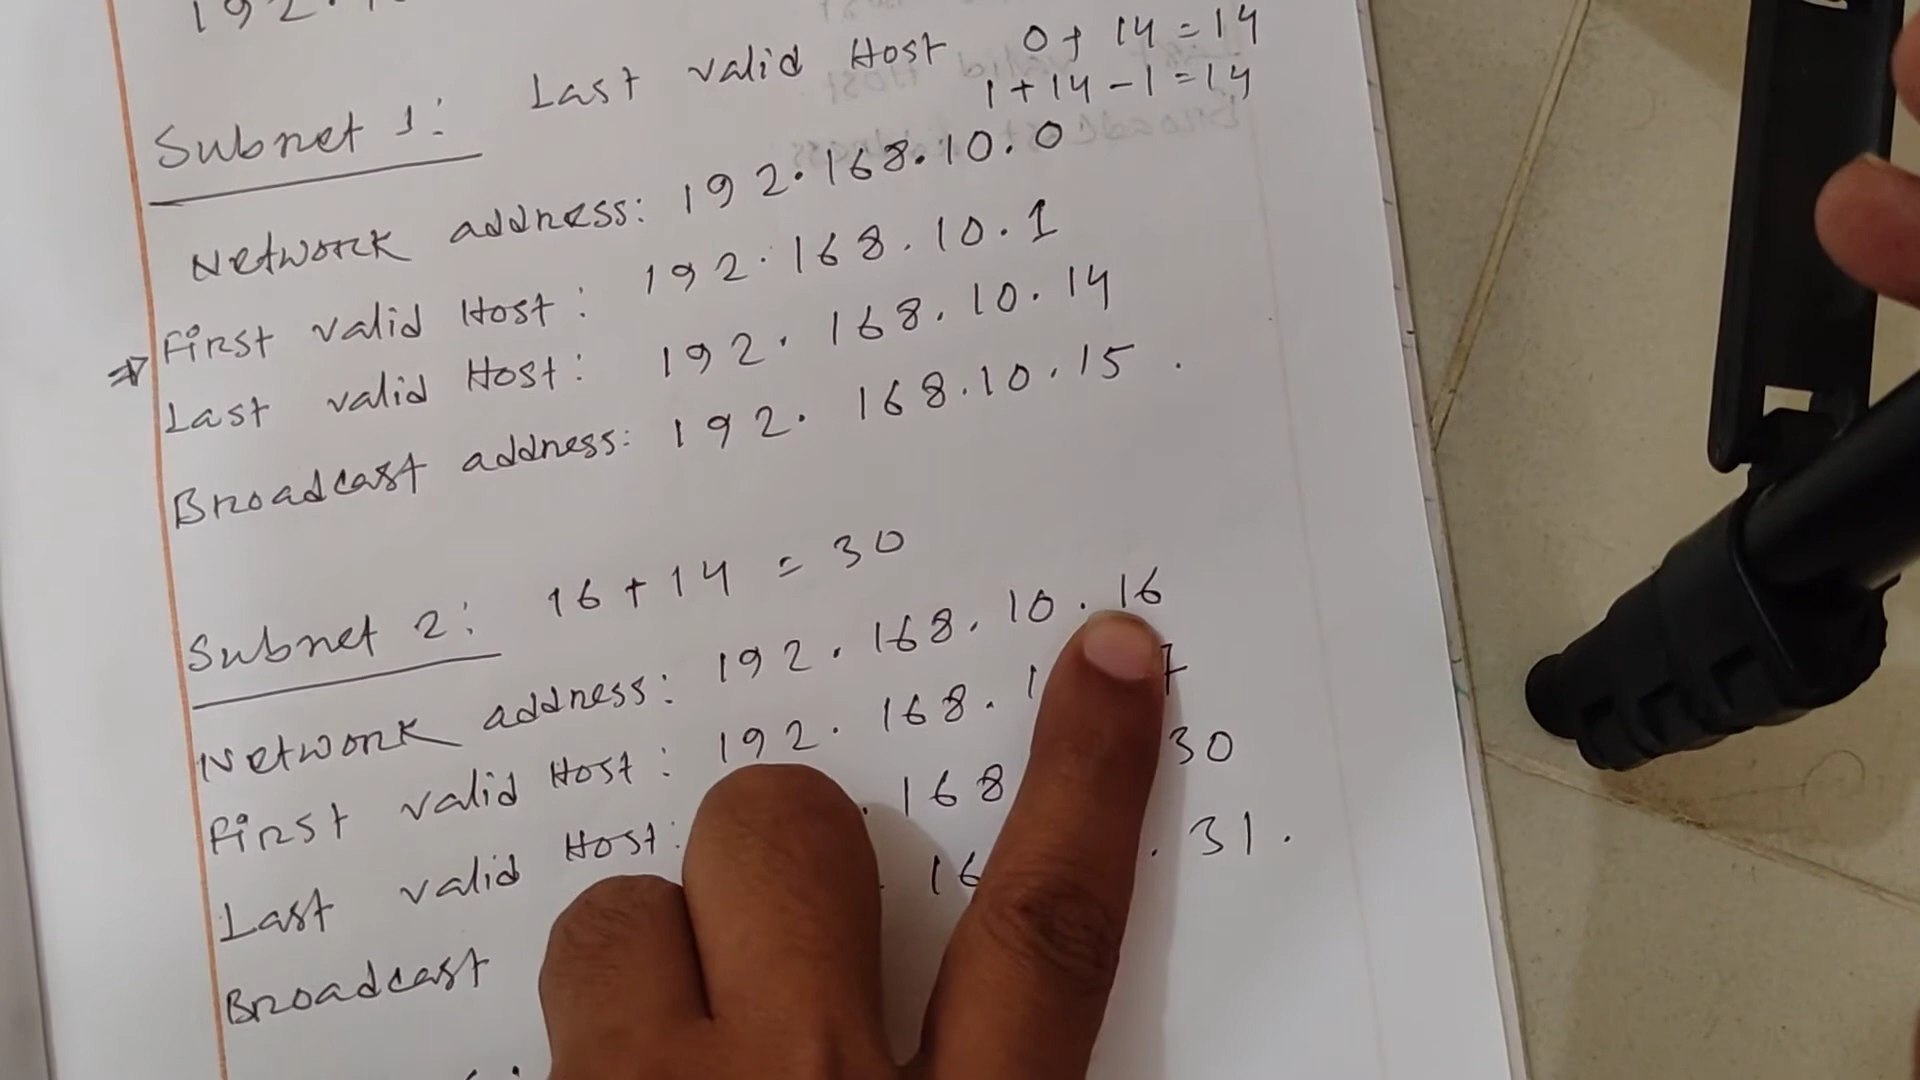 192.
Last valid Host 0 + 14 = 14
1 + 14 - 1 = 14
Subnet 1:
Network address: 192.168.10.0
First valid Host: 192.168.10.1
⇒ Last valid Host: 192.168.10.14
Broadcast address: 192.168.10.15.
Subnet 2: 16 + 14 = 30
Network address: 192.168.10.16
First valid Host: 192.168.1 7
Last valid Host: .168 30
Broadcast . 16 . 31.